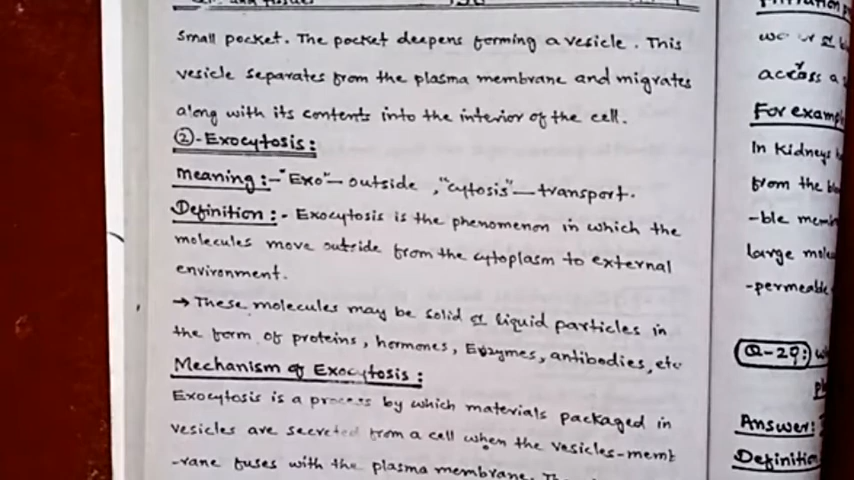 small pocket. The pocket deepens forming a vesicle. This
vesicle separates from the plasma membrane and migrates
along with its contents into the interior of the cell.
②-Exocytosis:
Meaning:-"Exo"-outside, "cytosis"-transport.
Definition:- Exocytosis is the phenomenon in which the
molecules move outside from the cytoplasm to external
environment.
→ These molecules may be solid or liquid particles in
the form of proteins, hormones, Enzymes, antibodies, etc
Mechanism of Exocytosis:
Exocytosis is a process by which materials packaged in
vesicles are secreted from a cell when the vesicles-memb
-rane fuses with the plasma membrane.
across a
For examp
In kidneys
from the
-ble mem
large mole
-permeable
Q-29:
Answer:
Definition